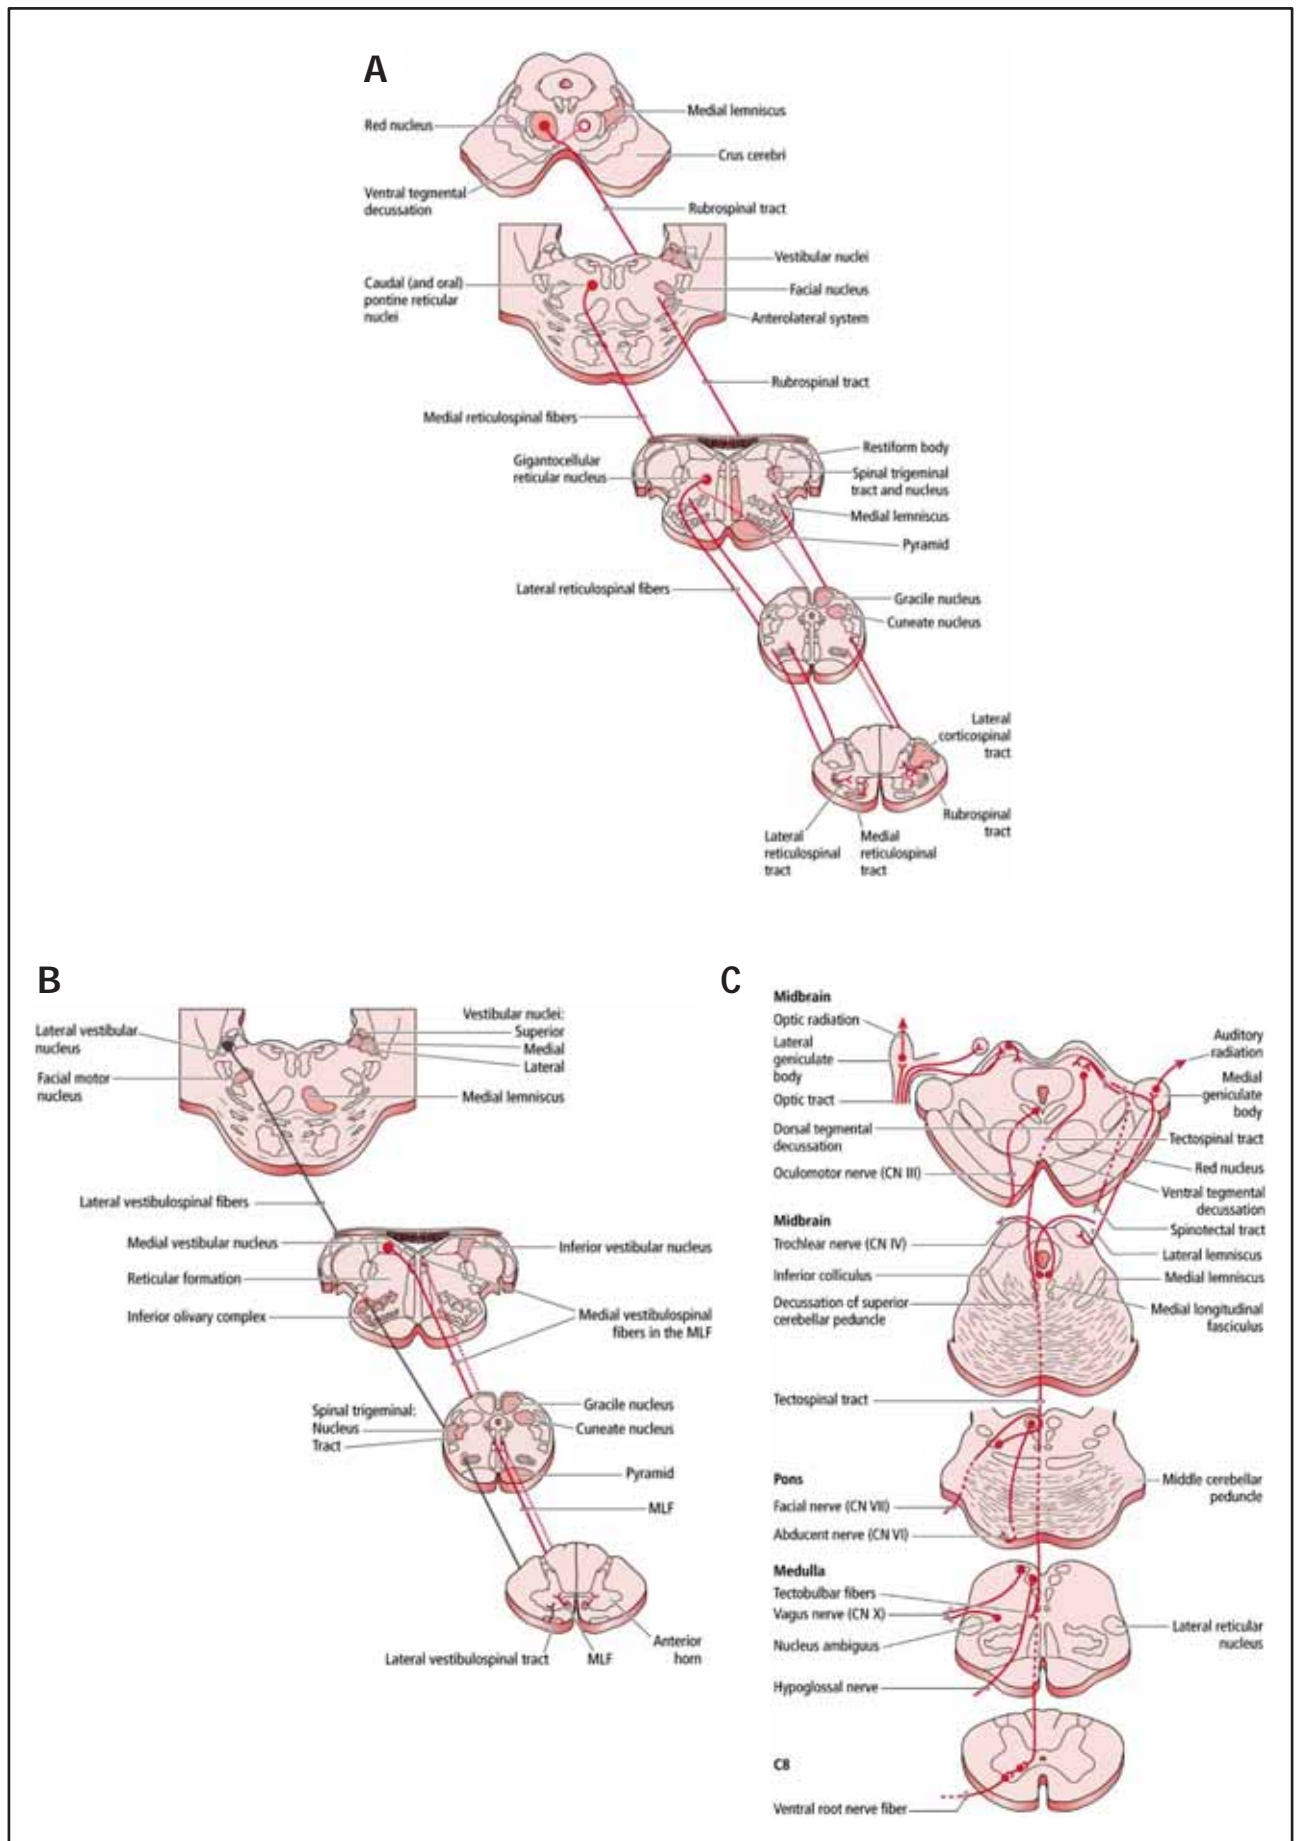 A
Red nucleus
Medial lemniscus
Crus cerebri
Ventral tegmental
decussation
Rubrospinal tract
Vestibular nuclei
Caudal (and oral)
pontine reticular
nuclei
Facial nucleus
Anterolateral system
Rubrospinal tract
Medial reticulospinal fibers
Restiform body
Gigantocellular
reticular nucleus
Spinal trigeminal
tract and nucleus
Medial lemniscus
Pyramid
Lateral reticulospinal fibers
Gracile nucleus
Cuneate nucleus
Lateral
corticospinal
tract
Rubrospinal
tract
Lateral
reticulospinal
tract
Medial
reticulospinal
tract
B
Lateral vestibular
nucleus
Facial motor
nucleus
Vestibular nuclei:
Superior
Medial
Lateral
Medial lemniscus
Lateral vestibulospinal fibers
Medial vestibular nucleus
Inferior vestibular nucleus
Reticular formation
Inferior olivary complex
Medial vestibulospinal
fibers in the MLF
Spinal trigeminal:
Nucleus
Tract
Gracile nucleus
Cuneate nucleus
Pyramid
MLF
Anterior
horn
Lateral vestibulospinal tract
MLF
C
Midbrain
Optic radiation
Lateral
geniculate
body
Optic tract
Dorsal tegmental
decussation
Oculomotor nerve (CN III)
Auditory
radiation
Medial
geniculate
body
Tectospinal tract
Red nucleus
Ventral tegmental
decussation
Spinotectal tract
Midbrain
Trochlear nerve (CN IV)
Inferior colliculus
Decussation of superior
cerebellar peduncle
Lateral lemniscus
Medial lemniscus
Medial longitudinal
fasciculus
Tectospinal tract
Pons
Facial nerve (CN VII)
Abducent nerve (CN VI)
Middle cerebellar
peduncle
Medulla
Tectobulbar fibers
Vagus nerve (CN X)
Nucleus ambiguus
Hypoglossal nerve
Lateral reticular
nucleus
C8
Ventral root nerve fiber